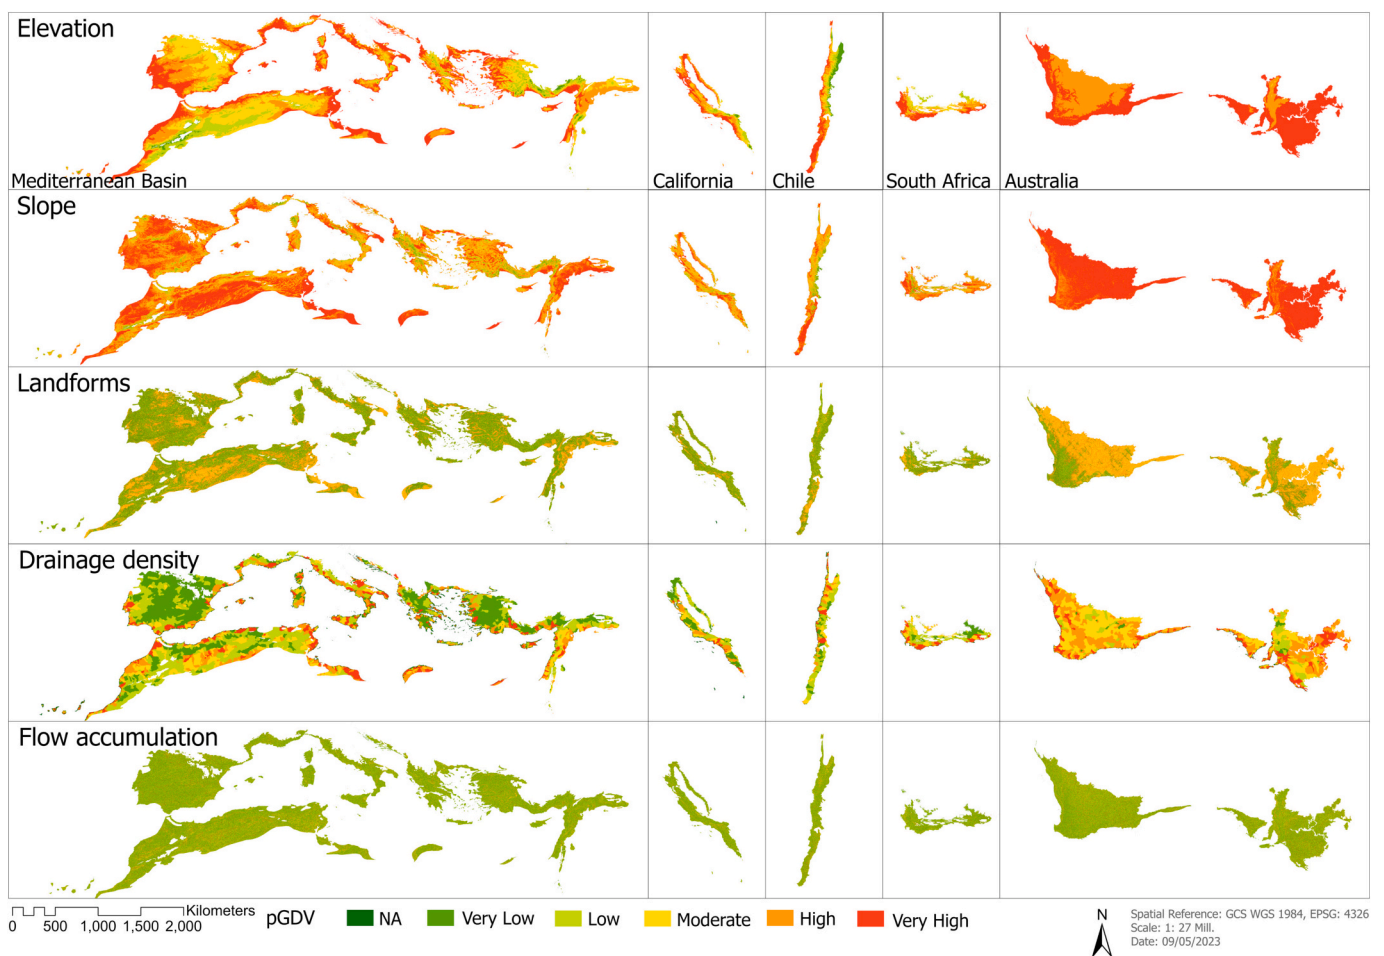 Elevation
Mediterranean Basin
California
Chile
South Africa
Australia
Slope
Landforms
Drainage density
Flow accumulation
Kilometers
0 500 1,000 1,500 2,000
pGDV NA Very Low Low Moderate High Very High
N
Spatial Reference: GCS WGS 1984, EPSG: 4326
Scale: 1: 27 Mill.
Date: 09/05/2023